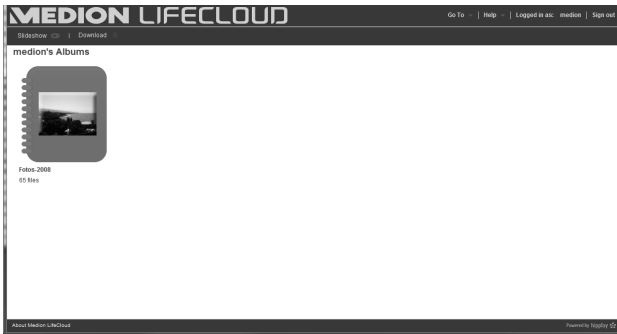 MEDION LIFECLOUD
Go To | Help | Logged in as: medion | Sign out
Slideshow | Download
medion's Albums
Fotos-2008
65 files
About Medion LifeCloud
Powered by hipplay